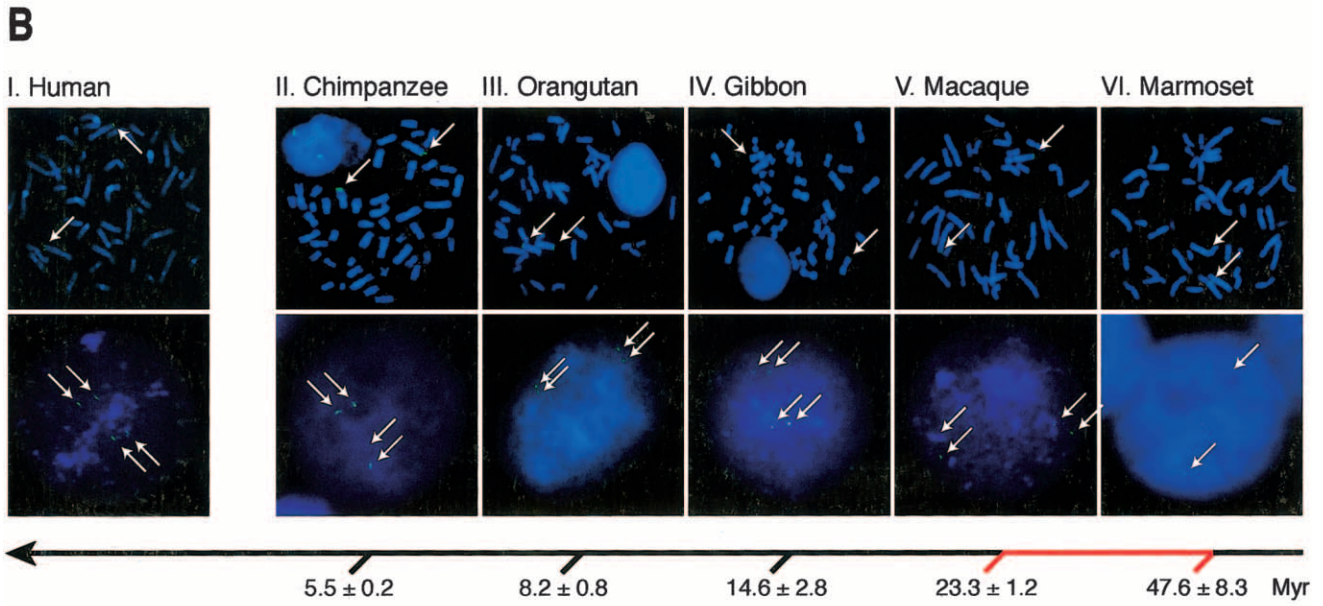 B
I. Human
II. Chimpanzee
III. Orangutan
IV. Gibbon
V. Macaque
VI. Marmoset
5.5 ± 0.2
8.2 ± 0.8
14.6 ± 2.8
23.3 ± 1.2
47.6 ± 8.3
Myr